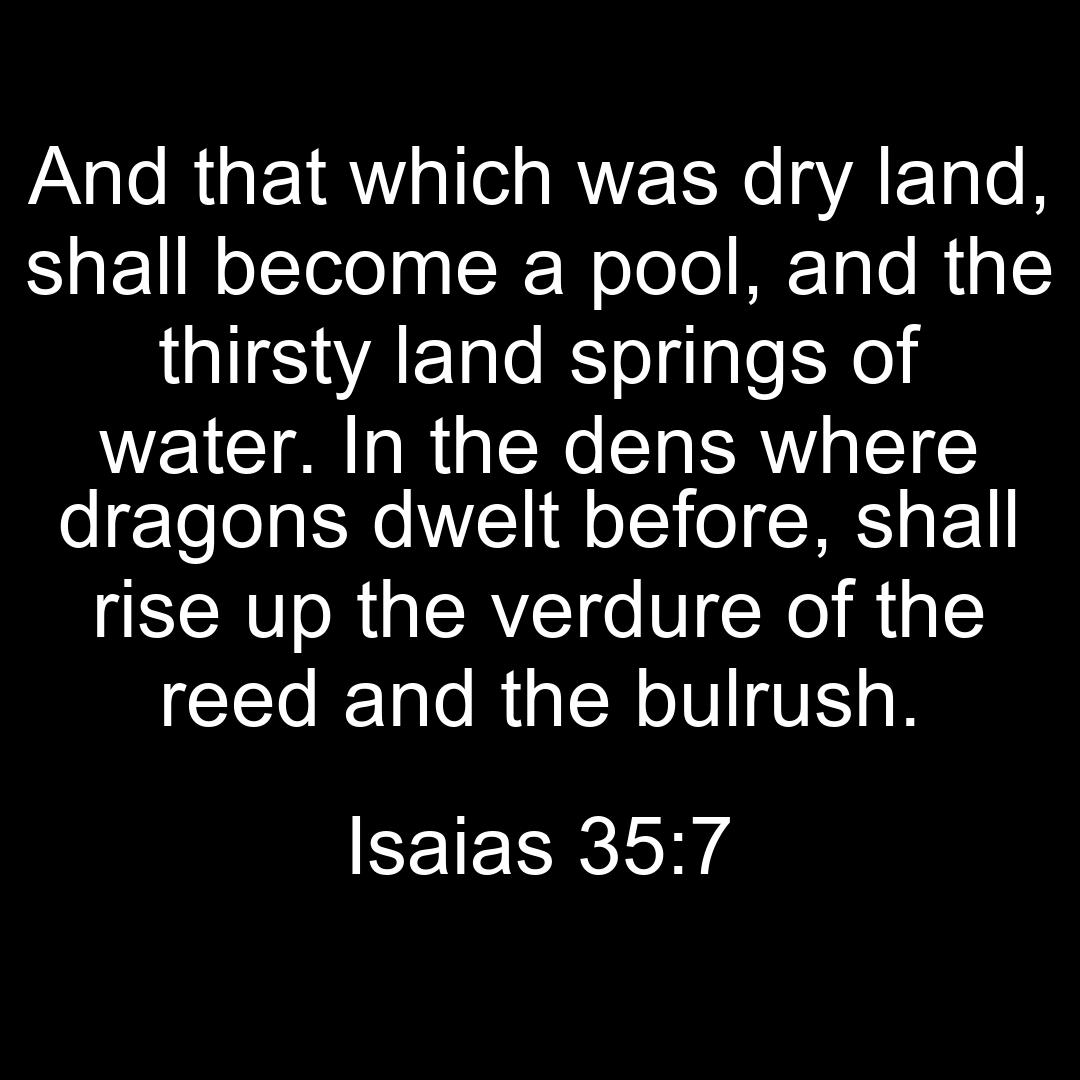 And that which was dry land,
shall become a pool, and the
thirsty land springs of
water. In the dens where
dragons dwelt before, shall
rise up the verdure of the
reed and the bulrush.
Isaias 35:7